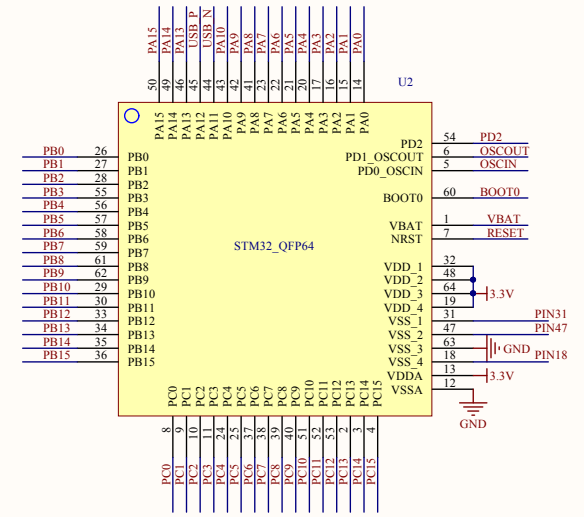 PA15 PA14 PA13 USB_P USB_N PA10 PA9 PA8 PA7 PA6 PA5 PA4 PA3 PA2 PA1 PA0
50 49 46 45 44 43 42 41 23 22 21 20 17 16 15 14
U2
PA15 PA14 PA13 PA12 PA11 PA10 PA9 PA8 PA7 PA6 PA5 PA4 PA3 PA2 PA1 PA0
PB0 26 PB0
PB1 27 PB1
PB2 28 PB2
PB3 55 PB3
PB4 56 PB4
PB5 57 PB5
PB6 58 PB6
PB7 59 PB7
PB8 61 PB8
PB9 62 PB9
PB10 29 PB10
PB11 30 PB11
PB12 33 PB12
PB13 34 PB13
PB14 35 PB14
PB15 36 PB15
STM32_QFP64
PD2 54 PD2
PD1_OSCOUT 6 OSCOUT
PD0_OSCIN 5 OSCIN
BOOT0 60 BOOT0
VBAT 1 VBAT
NRST 7 RESET
VDD_1 32
VDD_2 48
VDD_3 64 3.3V
VDD_4 19
VSS_1 31 PIN31
VSS_2 47 PIN47
VSS_3 63 GND
VSS_4 18 PIN18
VDDA 13 3.3V
VSSA 12
GND
PC0 PC1 PC2 PC3 PC4 PC5 PC6 PC7 PC8 PC9 PC10 PC11 PC12 PC13 PC14 PC15
8 9 10 11 24 25 37 38 39 40 51 52 53 2 3 4
PC0 PC1 PC2 PC3 PC4 PC5 PC6 PC7 PC8 PC9 PC10 PC11 PC12 PC13 PC14 PC15